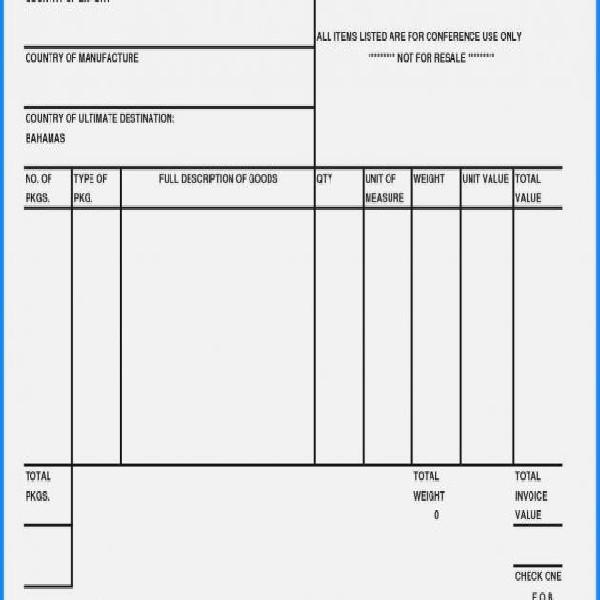 ALL ITEMS LISTED ARE FOR CONFERENCE USE ONLY
********* NOT FOR RESALE *********
COUNTRY OF MANUFACTURE
COUNTRY OF ULTIMATE DESTINATION:
BAHAMAS
NO. OF PKGS.
TYPE OF PKG.
FULL DESCRIPTION OF GOODS
QTY
UNIT OF MEASURE
WEIGHT
UNIT VALUE
TOTAL VALUE
TOTAL PKGS.
TOTAL WEIGHT
0
TOTAL INVOICE VALUE
CHECK ONE
F.O.B.